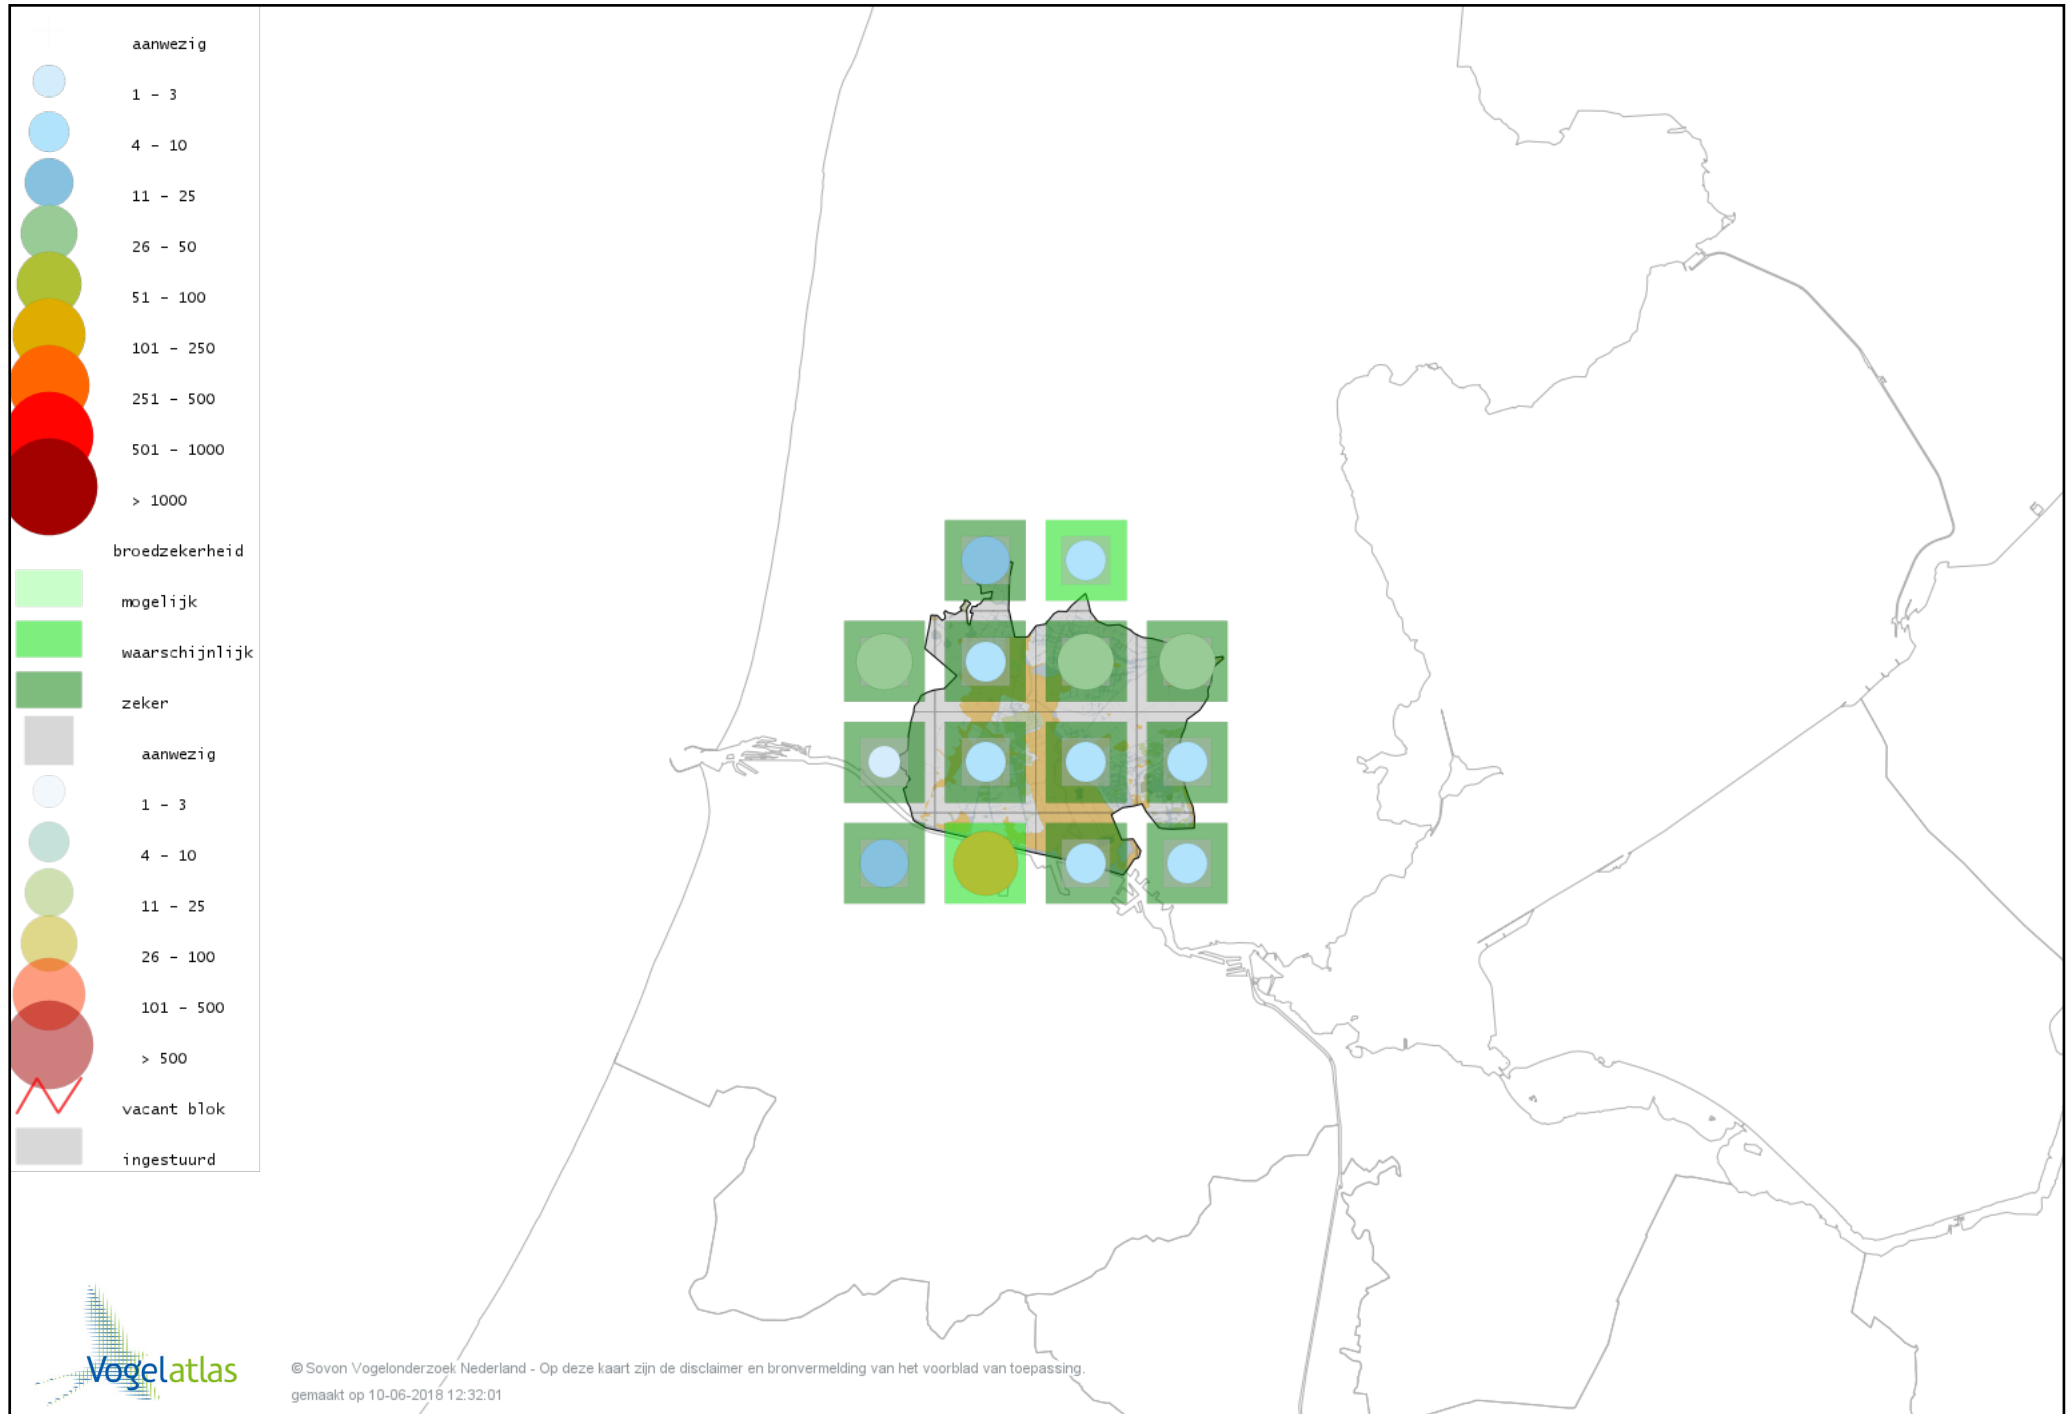 aanwezig
1 - 3
4 - 10
11 - 25
26 - 50
51 - 100
101 - 250
251 - 500
501 - 1000
> 1000
broedzekerheid
mogelijk
waarschijnlijk
zeker
aanwezig
1 - 3
4 - 10
11 - 25
26 - 100
101 - 500
> 500
vacant blok
ingestuurd
Vogelatlas
© Sovon Vogelonderzoek Nederland - Op deze kaart zijn de disclaimer en bronvermelding van het voorblad van toepassing.
gemaakt op 10-06-2018 12:32:01